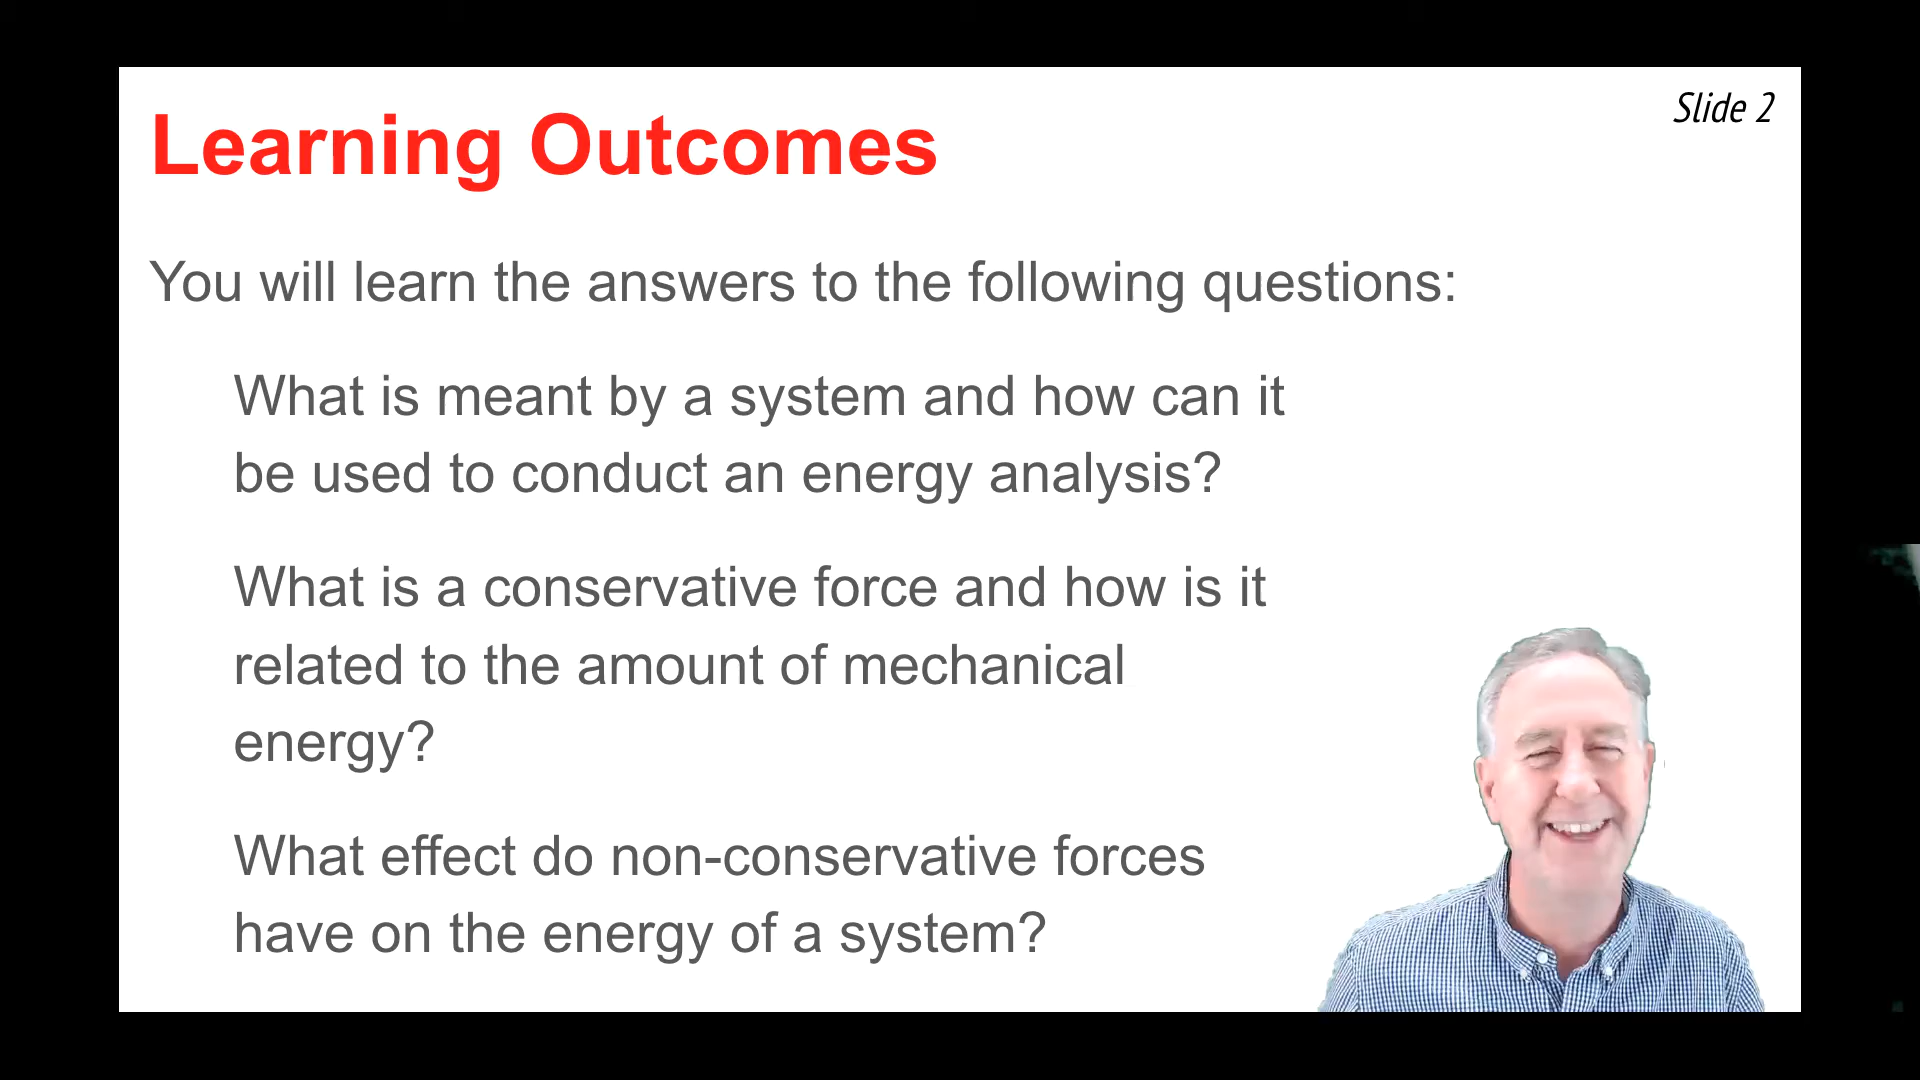 Slide 2
Learning Outcomes
You will learn the answers to the following questions:
What is meant by a system and how can it
be used to conduct an energy analysis?
What is a conservative force and how is it
related to the amount of mechanical
energy?
What effect do non-conservative forces
have on the energy of a system?